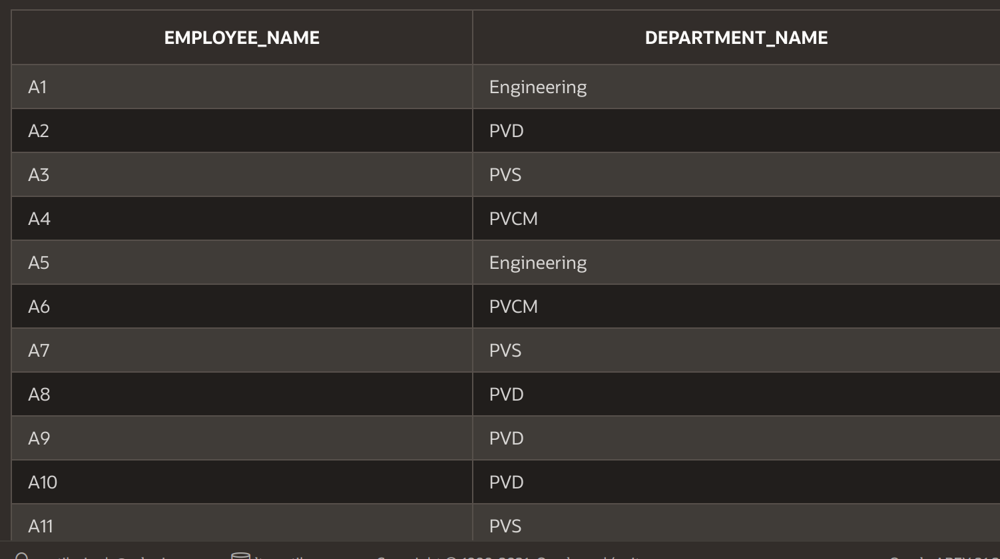 EMPLOYEE_NAME DEPARTMENT_NAME
A1 Engineering
A2 PVD
A3 PVS
A4 PVCM
A5 Engineering
A6 PVCM
A7 PVS
A8 PVD
A9 PVD
A10 PVD
A11 PVS